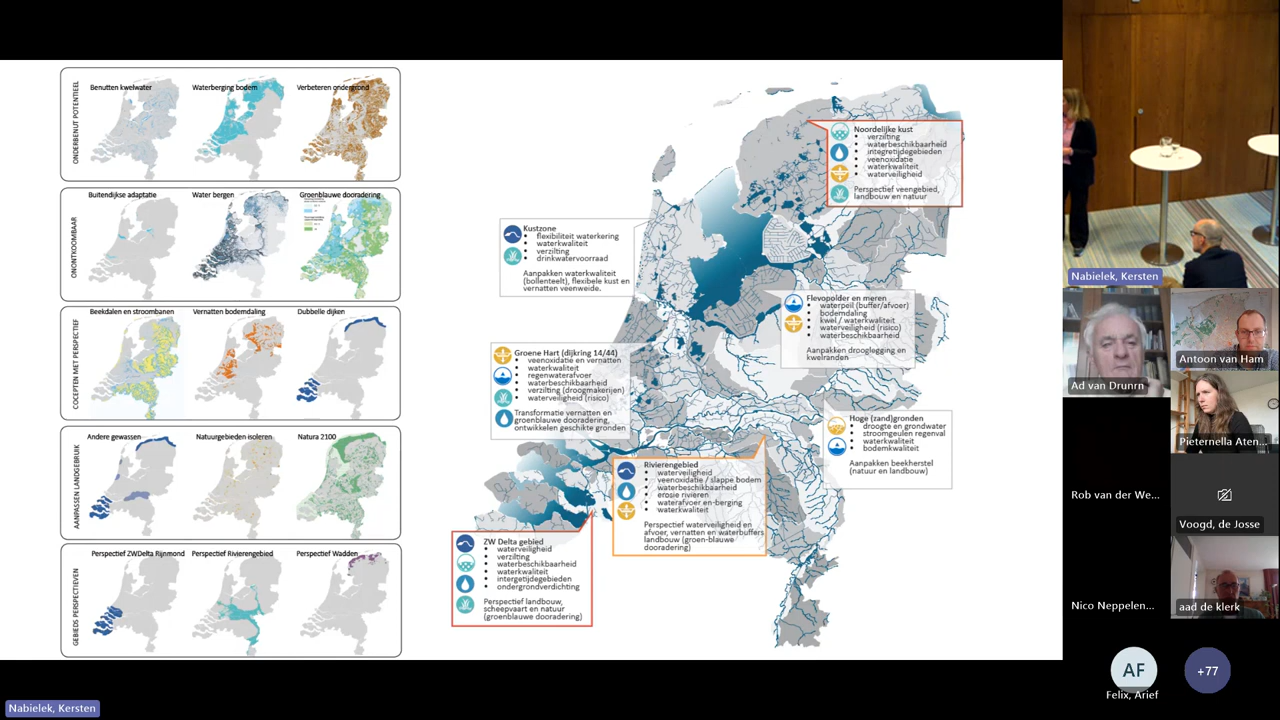 ONDERBENUT POTENTIEEL
Benutten kwelwater
Waterberging bodem
Verbeteren ondergrond
ONONTKOOMBAAR
Buitendijkse adaptatie
Water bergen
Groenblauwe dooradering
COCEPTEN MET PERSPECTIEF
Beekdalen en stroombanen
Vernatten bodemdaling
Dubbelle dijken
AANPASSEN LANDGEBRUIK
Andere gewassen
Natuurgebieden isoleren
Natura 2100
GEBIEDS PERSPECTIEVEN
Perspectief ZWDelta Rijnmond
Perspectief Rivierengebied
Perspectief Wadden
Noordelijke kust
• verzilting
• waterbeschikbaarheid
• integretijdegebieden
• veenoxidatie
• waterkwaliteit
• waterveiligheid
Perspectief veengebied,
landbouw en natuur
Kustzone
• flexibiliteit waterkering
• waterkwaliteit
• verzilting
• drinkwatervoorraad
Aanpakken waterkwaliteit
(bollenteelt), flexibele kust en
vernatten veenweide.
Flevopolder en meren
• waterpeil (buffer/afvoer)
• bodemdaling
• kwel / waterkwaliteit
• waterveiligheid (risico)
• waterbeschikbaarheid
Aanpakken drooglegging en
kwelranden
Groene Hart (dijkring 14/44)
• veenoxidatie en vernatten
• waterkwaliteit
• regenwaterafvoer
• waterbeschikbaarheid
• verzilting (droogmakerijen)
• waterveiligheid (risico)
Transformatie vernatten en
groenblauwe dooradering,
ontwikkelen geschikte gronden
Hoge (zand)gronden
• droogte en grondwater
• stroomgeulen regenval
• waterkwaliteit
• bodemkwaliteit
Aanpakken beekherstel
(natuur en landbouw)
Rivierengebied
• waterveiligheid
• veenoxidatie / slappe bodem
• waterbeschikbaarheid
• erosie rivieren
• waterafvoer en-berging
• waterkwaliteit
Perspectief waterveiligheid en
afvoer, vernatten en waterbuffers
landbouw (groen-blauwe
dooradering)
ZW Delta gebied
• waterveiligheid
• verzilting
• waterbeschikbaarheid
• waterkwaliteit
• intergetijdegebieden
• ondergrondverdichting
Perspectief landbouw,
scheepvaart en natuur
(groenblauwe dooradering)
Nabielek, Kersten
Ad van Drunrn
Antoon van Ham
Pieternella Aten...
Rob van der We...
Voogd, de Josse
Nico Neppelen...
aad de klerk
AF
Felix, Arief
+77
Nabielek, Kersten